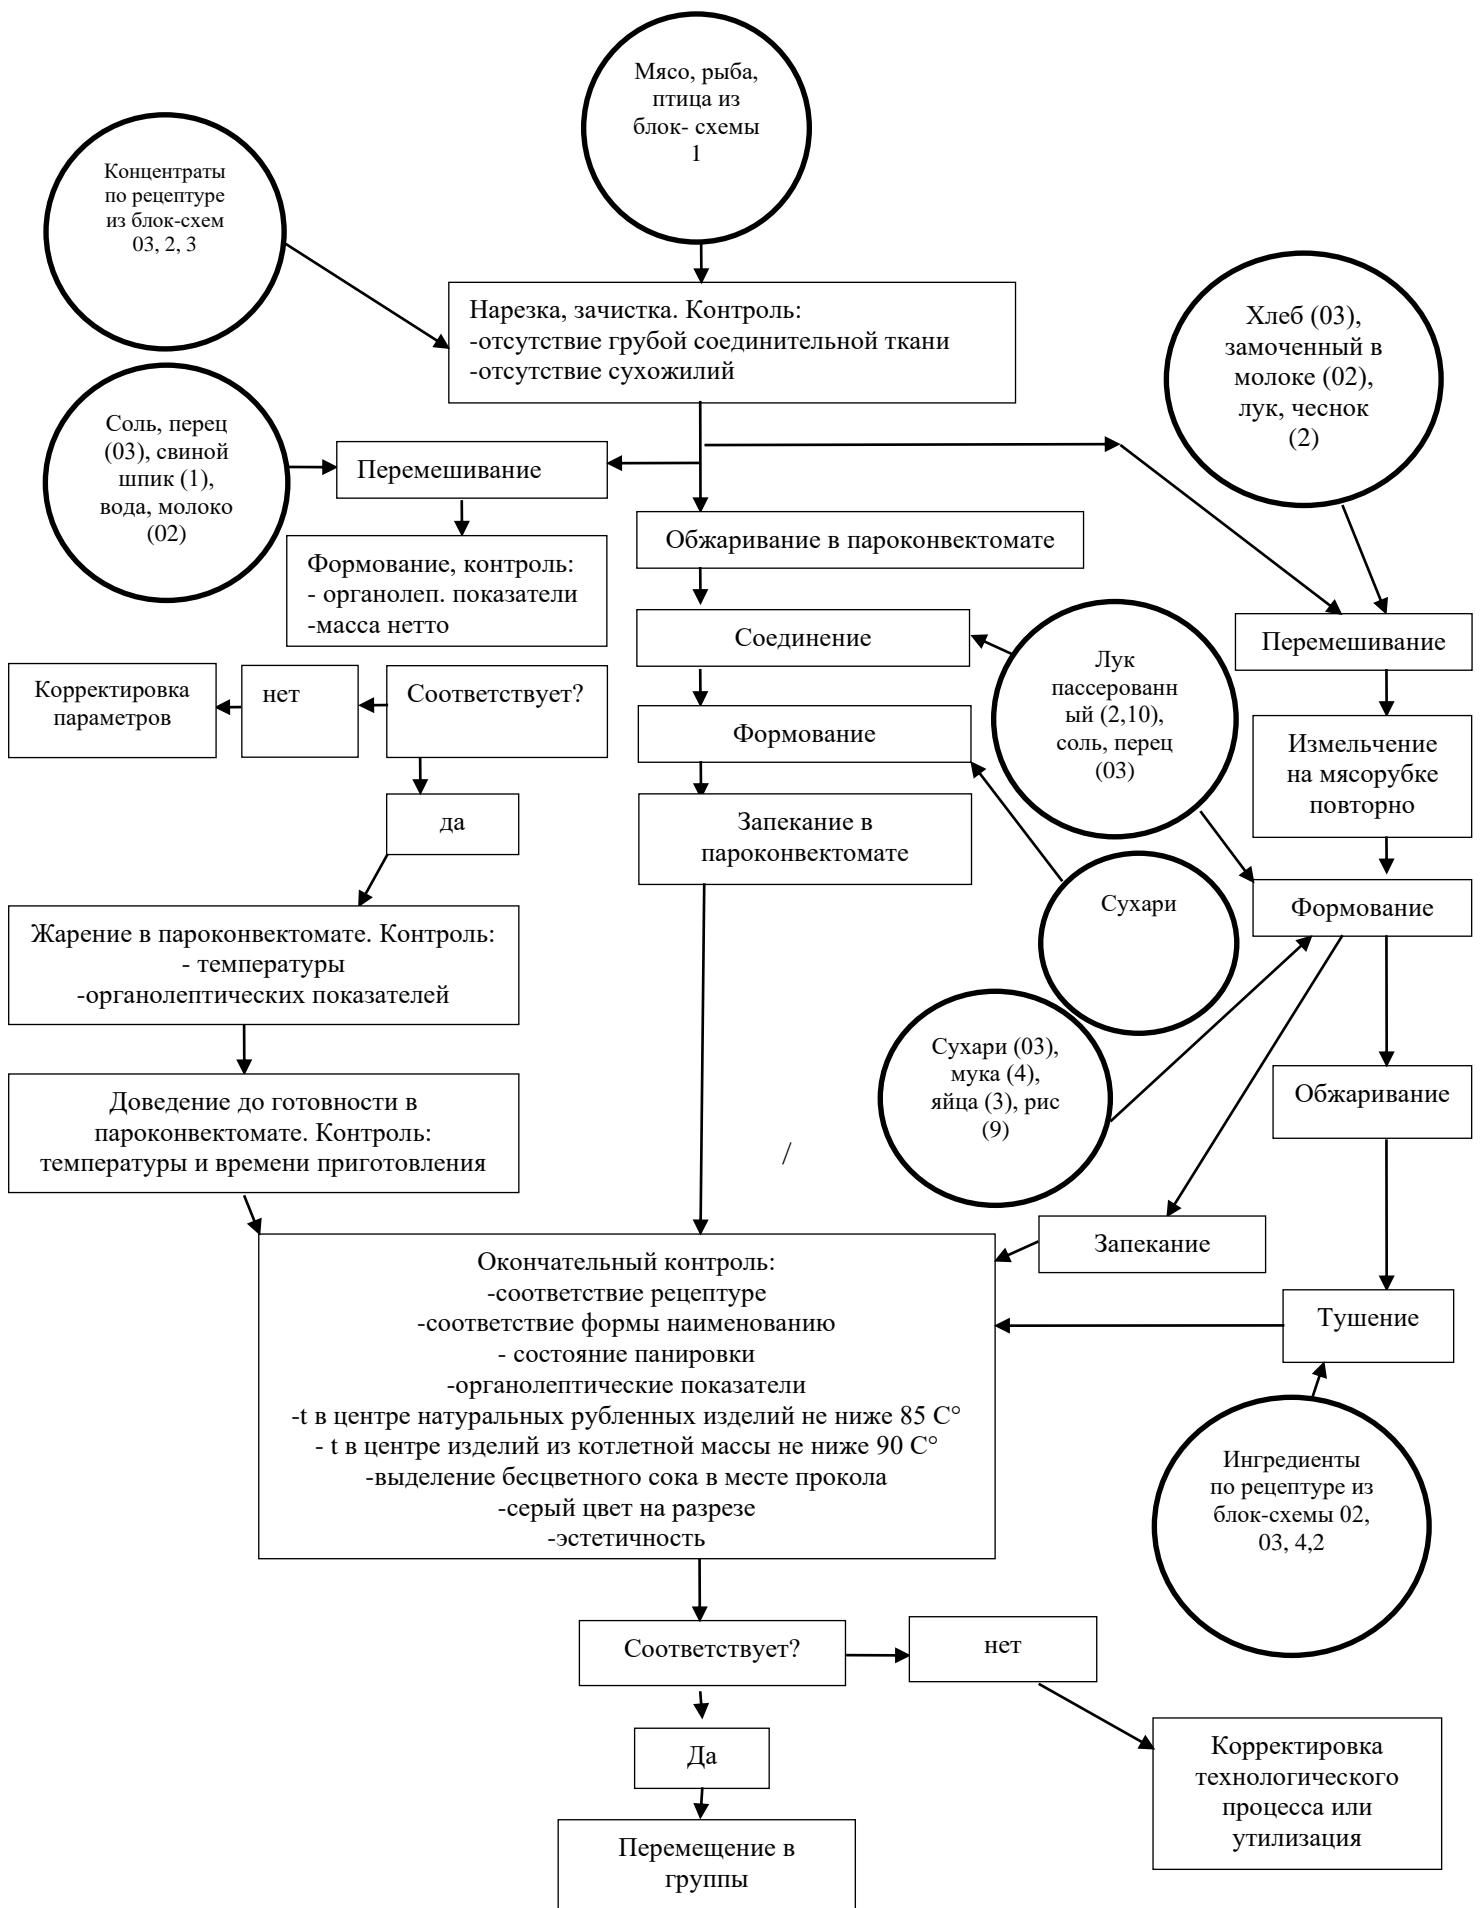 Мясо, рыба,
птица из
блок- схемы
1
Концентраты
по рецептуре
из блок-схем
03, 2, 3
Нарезка, зачистка. Контроль:
-отсутствие грубой соединительной ткани
-отсутствие сухожилий
Хлеб (03),
замоченный в
молоке (02),
лук, чеснок
(2)
Соль, перец
(03), свиной
шпик (1),
вода, молоко
(02)
Перемешивание
Обжаривание в пароконвектомате
Формование, контроль:
- органолеп. показатели
-масса нетто
Соединение
Лук
пассерованн
ый (2,10),
соль, перец
(03)
Перемешивание
Корректировка
параметров
нет
Соответствует?
Формование
Измельчение
на мясорубке
повторно
да
Запекание в
пароконвектомате
Сухари
Формование
Жарение в пароконвектомате. Контроль:
- температуры
-органолептических показателей
Сухари (03),
мука (4),
яйца (3), рис
(9)
Обжаривание
Доведение до готовности в
пароконвектомате. Контроль:
температуры и времени приготовления
/
Запекание
Окончательный контроль:
-соответствие рецептуре
-соответствие формы наименованию
- состояние панировки
-органолептические показатели
-t в центре натуральных рубленных изделий не ниже 85 С°
- t в центре изделий из котлетной массы не ниже 90 С°
-выделение бесцветного сока в месте прокола
-серый цвет на разрезе
-эстетичность
Тушение
Ингредиенты
по рецептуре из
блок-схемы 02,
03, 4,2
Соответствует?
нет
Да
Корректировка
технологического
процесса или
утилизация
Перемещение в
группы